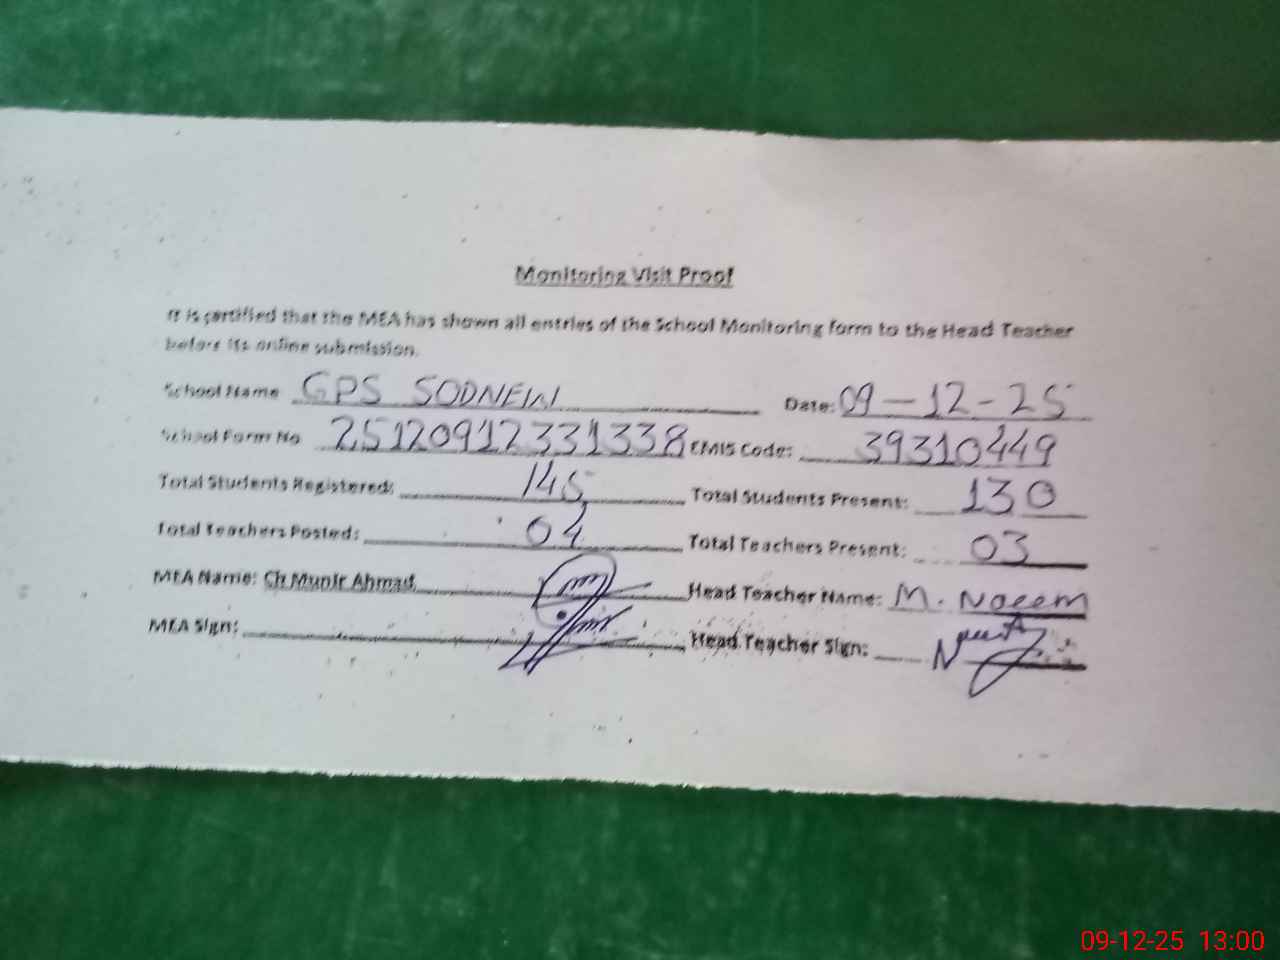 Monitoring Visit Proof
It is certified that the MEA has shown all entries of the School Monitoring form to the Head Teacher
before its online submission.
School Name GPS SODNEW Date: 09-12-25
School Form No 25120912331338 EMIS Code: 39310449
Total Students Registered: 145 Total Students Present: 130
Total Teachers Posted: 04 Total Teachers Present: 03
MEA Name: Ch Munir Ahmad Head Teacher Name: M. Naeem
MEA Sign: Head Teacher Sign:
09-12-25 13:00